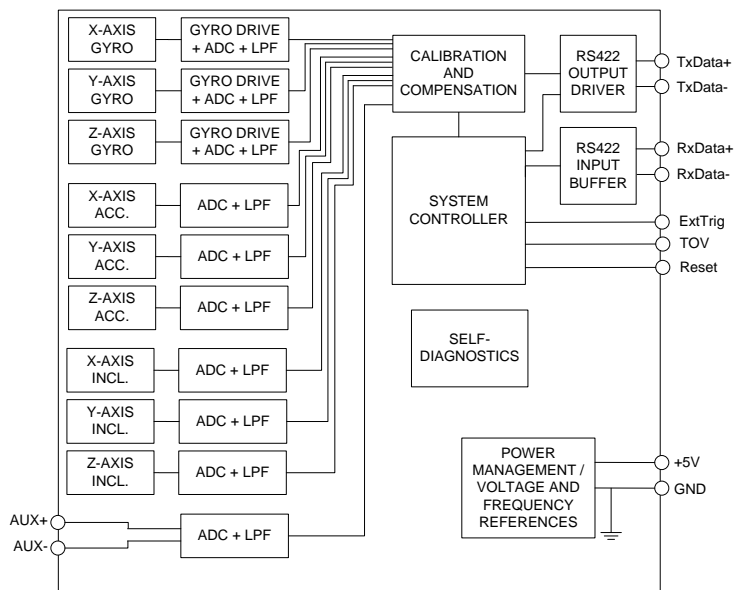 X-AXIS
GYRO
GYRO DRIVE
+ ADC + LPF
Y-AXIS
GYRO
GYRO DRIVE
+ ADC + LPF
Z-AXIS
GYRO
GYRO DRIVE
+ ADC + LPF
X-AXIS
ACC.
ADC + LPF
Y-AXIS
ACC.
ADC + LPF
Z-AXIS
ACC.
ADC + LPF
X-AXIS
INCL.
ADC + LPF
Y-AXIS
INCL.
ADC + LPF
Z-AXIS
INCL.
ADC + LPF
AUX+
AUX-
ADC + LPF
CALIBRATION
AND
COMPENSATION
SYSTEM
CONTROLLER
SELF-
DIAGNOSTICS
RS422
OUTPUT
DRIVER
RS422
INPUT
BUFFER
TxData+
TxData-
RxData+
RxData-
ExtTrig
TOV
Reset
POWER
MANAGEMENT /
VOLTAGE AND
FREQUENCY
REFERENCES
+5V
GND